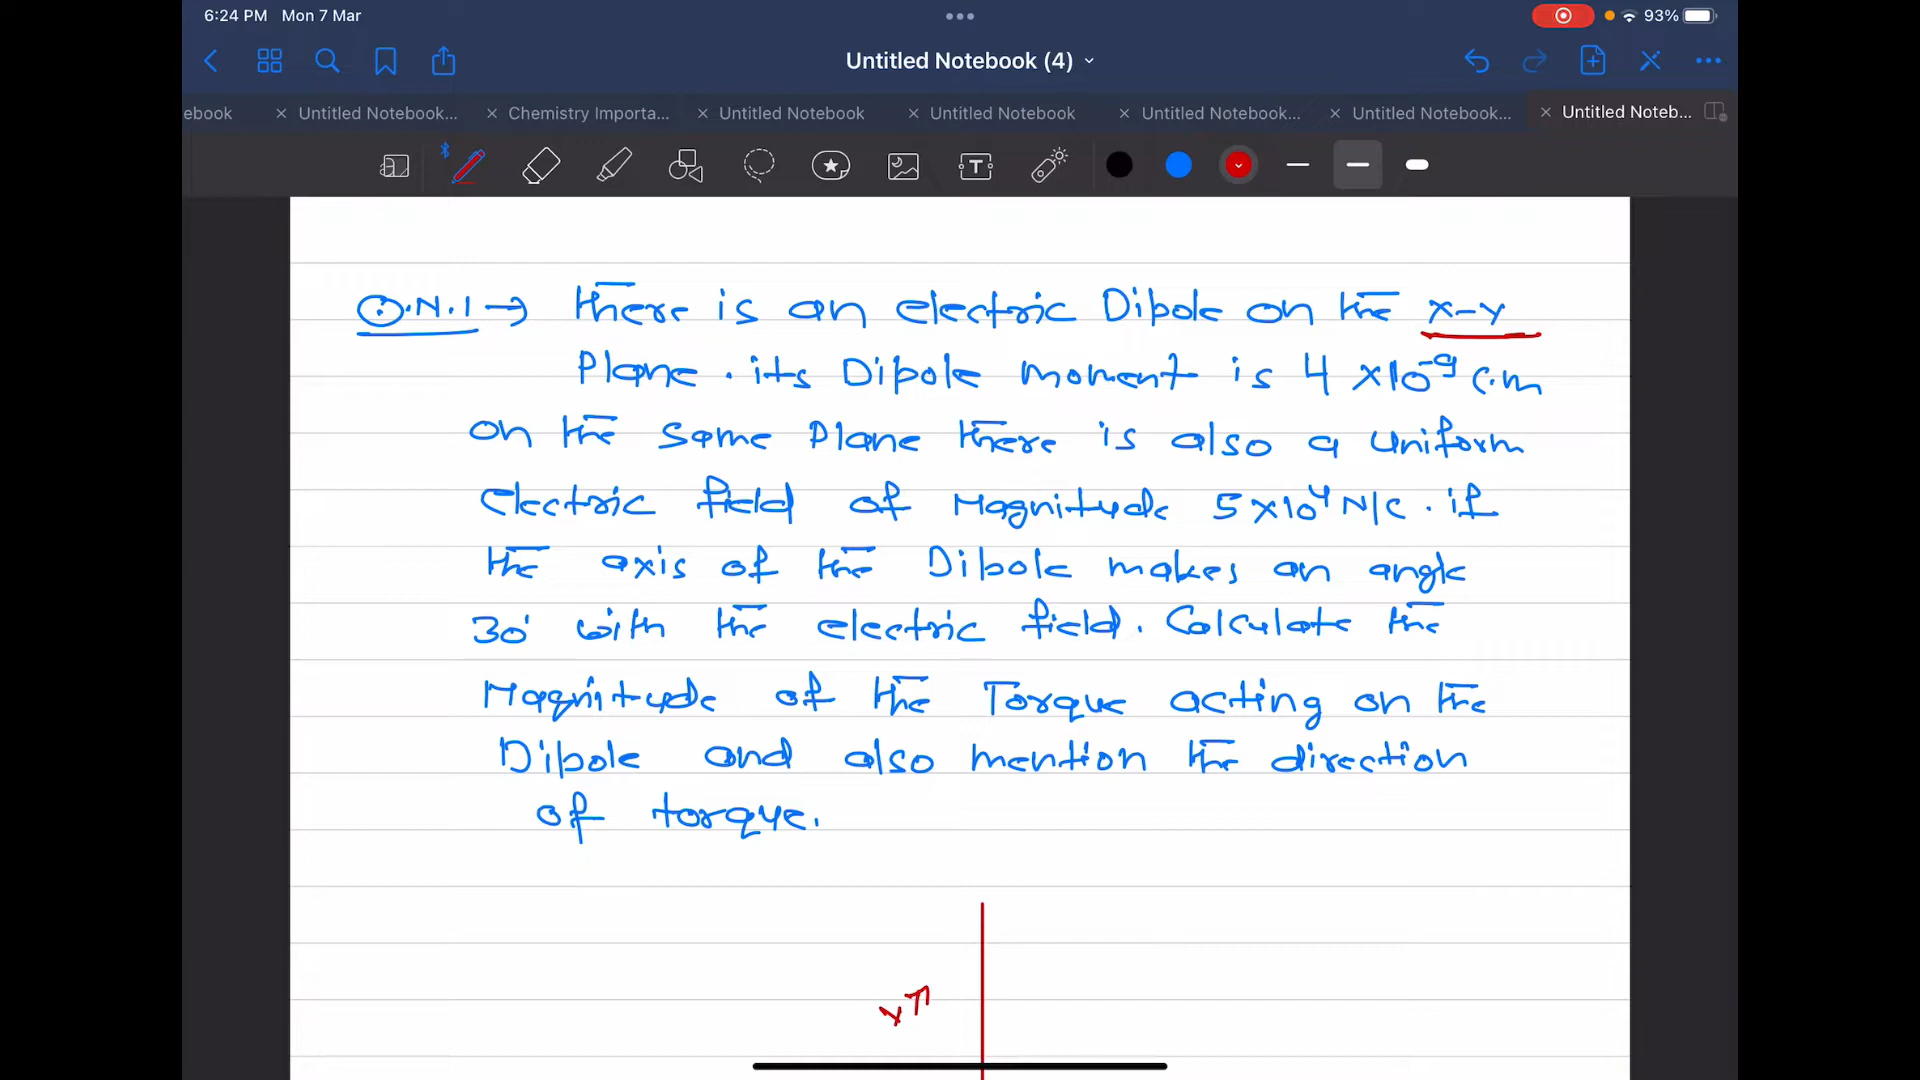 6:24 PM Mon 7 Mar
93%
Untitled Notebook (4)
ebook
Untitled Notebook...
Chemistry Importa...
Untitled Notebook
Untitled Notebook
Untitled Notebook...
Untitled Notebook...
Untitled Noteb...
Q.N.1 → There is an electric Dipole on the X-Y
Plane. its Dipole moment is 4 ×10⁻⁹ C.m
on the same Plane there is also a uniform
electric field of Magnitude 5×10⁴ N/C. if
the axis of the Dipole makes an angle
30° with the electric field. Calculate the
Magnitude of the Torque acting on the
Dipole and also mention the direction
of torque.
Y↑